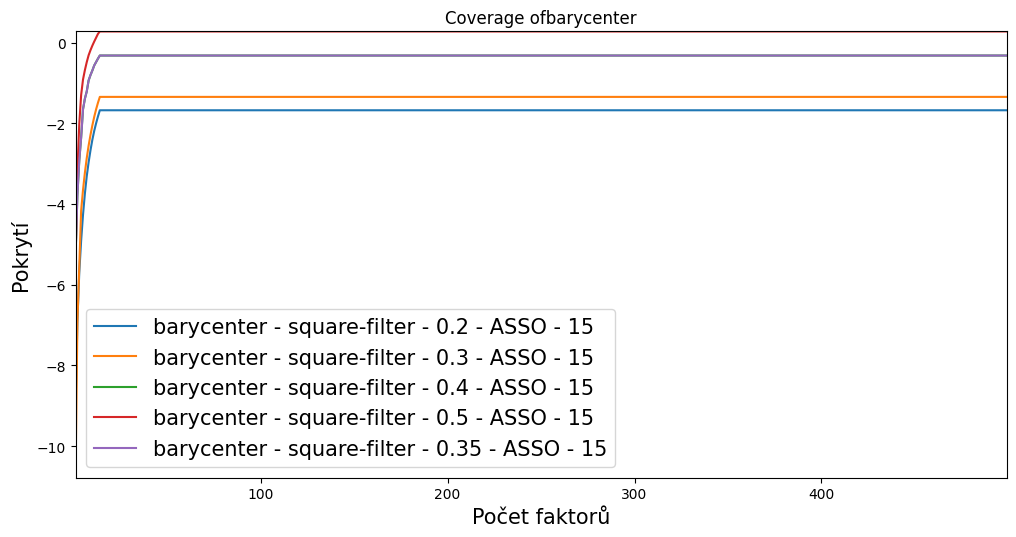 Coverage ofbarycenter
Pokrytí
0
−2
−4
−6
−8
−10
barycenter - square-filter - 0.2 - ASSO - 15
barycenter - square-filter - 0.3 - ASSO - 15
barycenter - square-filter - 0.4 - ASSO - 15
barycenter - square-filter - 0.5 - ASSO - 15
barycenter - square-filter - 0.35 - ASSO - 15
100
200
300
400
Počet faktorů